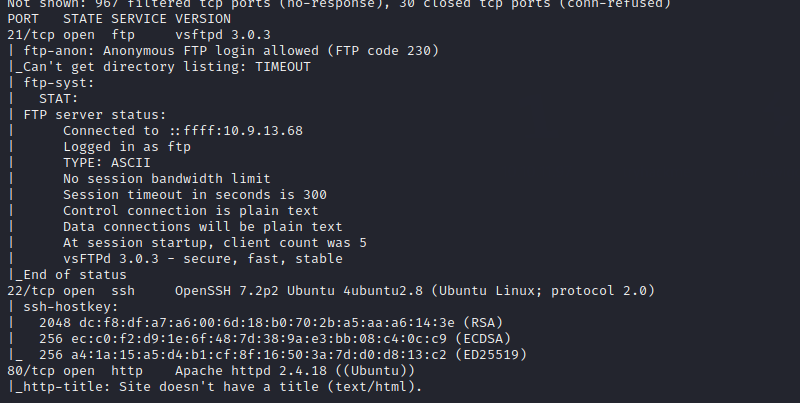 Not shown: 967 filtered tcp ports (no-response), 30 closed tcp ports (conn-refused)
PORT   STATE SERVICE VERSION
21/tcp open  ftp     vsftpd 3.0.3
| ftp-anon: Anonymous FTP login allowed (FTP code 230)
|_Can't get directory listing: TIMEOUT
| ftp-syst:
|   STAT:
| FTP server status:
|      Connected to ::ffff:10.9.13.68
|      Logged in as ftp
|      TYPE: ASCII
|      No session bandwidth limit
|      Session timeout in seconds is 300
|      Control connection is plain text
|      Data connections will be plain text
|      At session startup, client count was 5
|      vsFTPd 3.0.3 - secure, fast, stable
|_End of status
22/tcp open  ssh     OpenSSH 7.2p2 Ubuntu 4ubuntu2.8 (Ubuntu Linux; protocol 2.0)
| ssh-hostkey:
|   2048 dc:f8:df:a7:a6:00:6d:18:b0:70:2b:a5:aa:a6:14:3e (RSA)
|   256 ec:c0:f2:d9:1e:6f:48:7d:38:9a:e3:bb:08:c4:0c:c9 (ECDSA)
|_  256 a4:1a:15:a5:d4:b1:cf:8f:16:50:3a:7d:d0:d8:13:c2 (ED25519)
80/tcp open  http    Apache httpd 2.4.18 ((Ubuntu))
|_http-title: Site doesn't have a title (text/html).